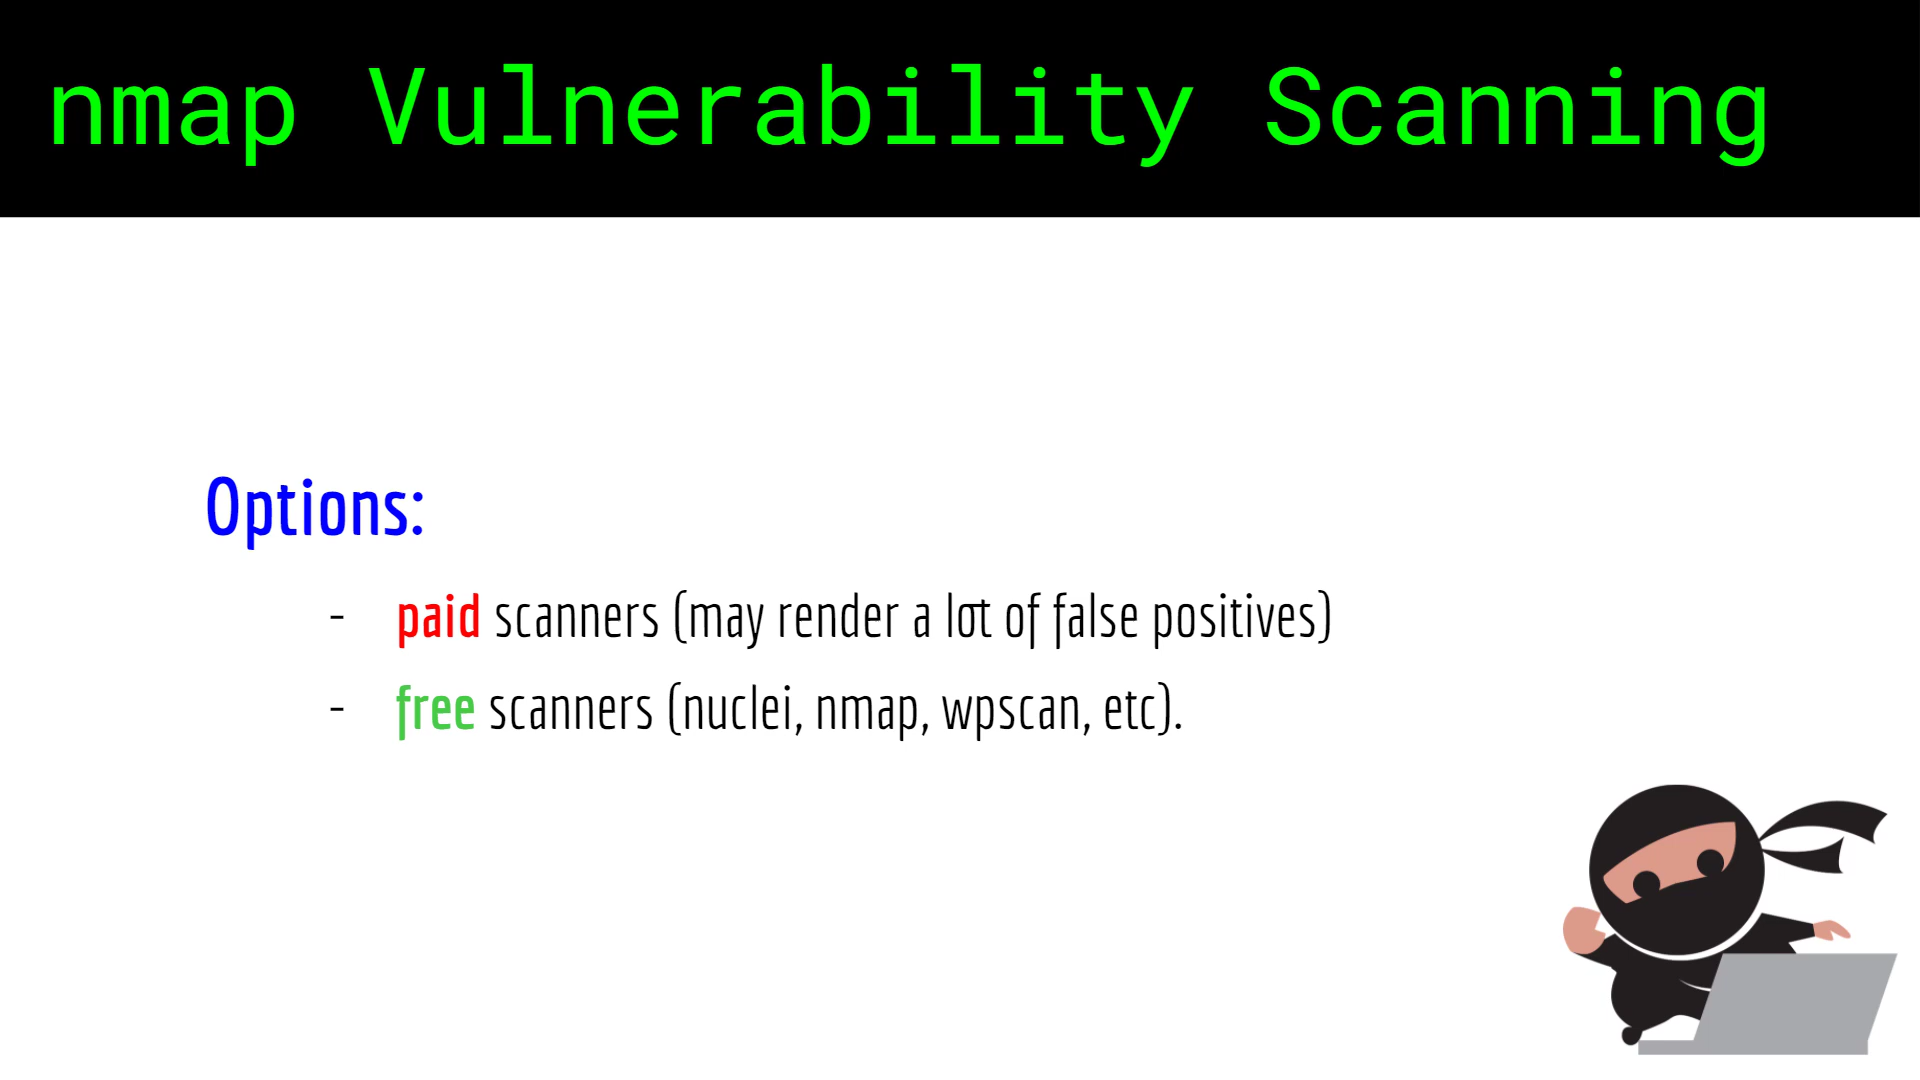 nmap Vulnerability Scanning
Options:
- paid scanners (may render a lot of false positives)
- free scanners (nuclei, nmap, wpscan, etc).